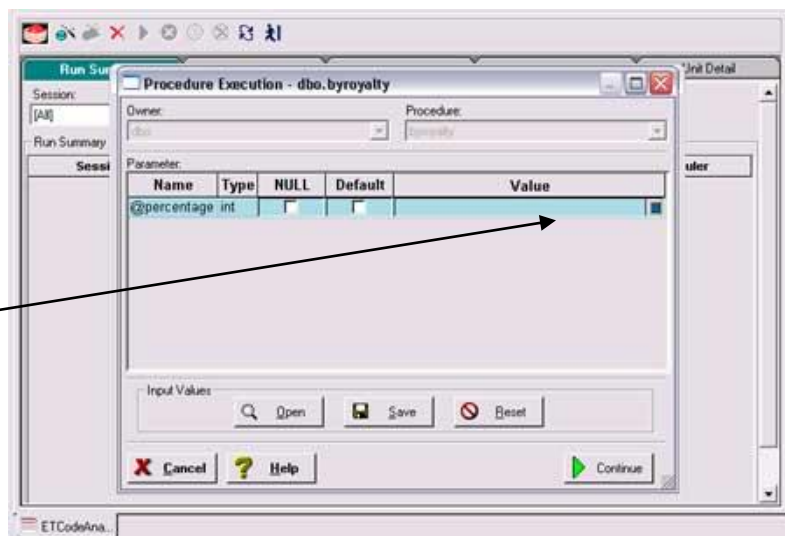 Run Sum
Unit Detail
Procedure Execution - dbo.byroyalty
Session:
[All]
Run Summary
Sessi
uler
Owner:
Procedure:
dbo
byroyalty
Parameter:
Name Type NULL Default Value
@percentage int
Input Values
Open Save Reset
Cancel Help Continue
ETCodeAna...